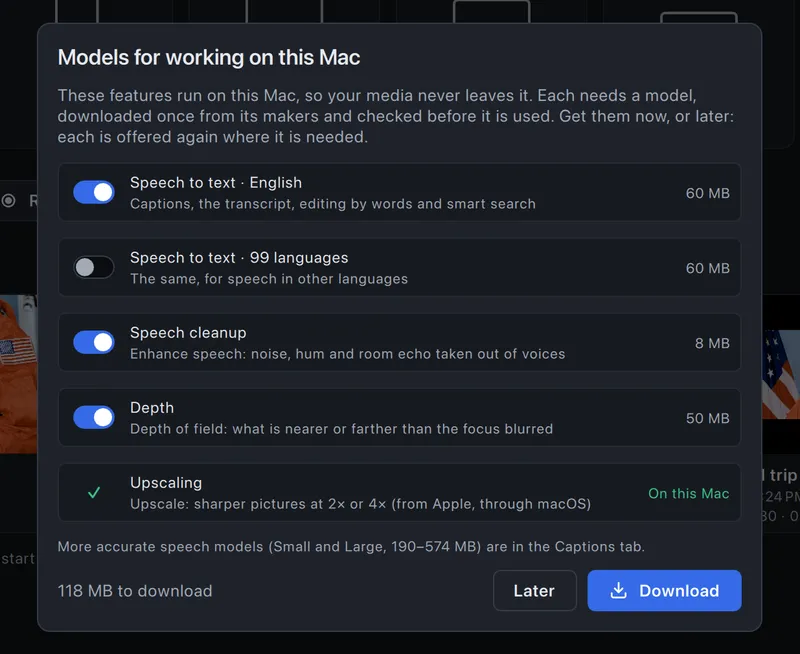 Models for working on this Mac
These features run on this Mac, so your media never leaves it. Each needs a model,
downloaded once from its makers and checked before it is used. Get them now, or later:
each is offered again where it is needed.
Speech to text · English
Captions, the transcript, editing by words and smart search
60 MB
Speech to text · 99 languages
The same, for speech in other languages
60 MB
Speech cleanup
Enhance speech: noise, hum and room echo taken out of voices
8 MB
Depth
Depth of field: what is nearer or farther than the focus blurred
50 MB
Upscaling
Upscale: sharper pictures at 2× or 4× (from Apple, through macOS)
On this Mac
More accurate speech models (Small and Large, 190–574 MB) are in the Captions tab.
118 MB to download
Later
Download
start
trip